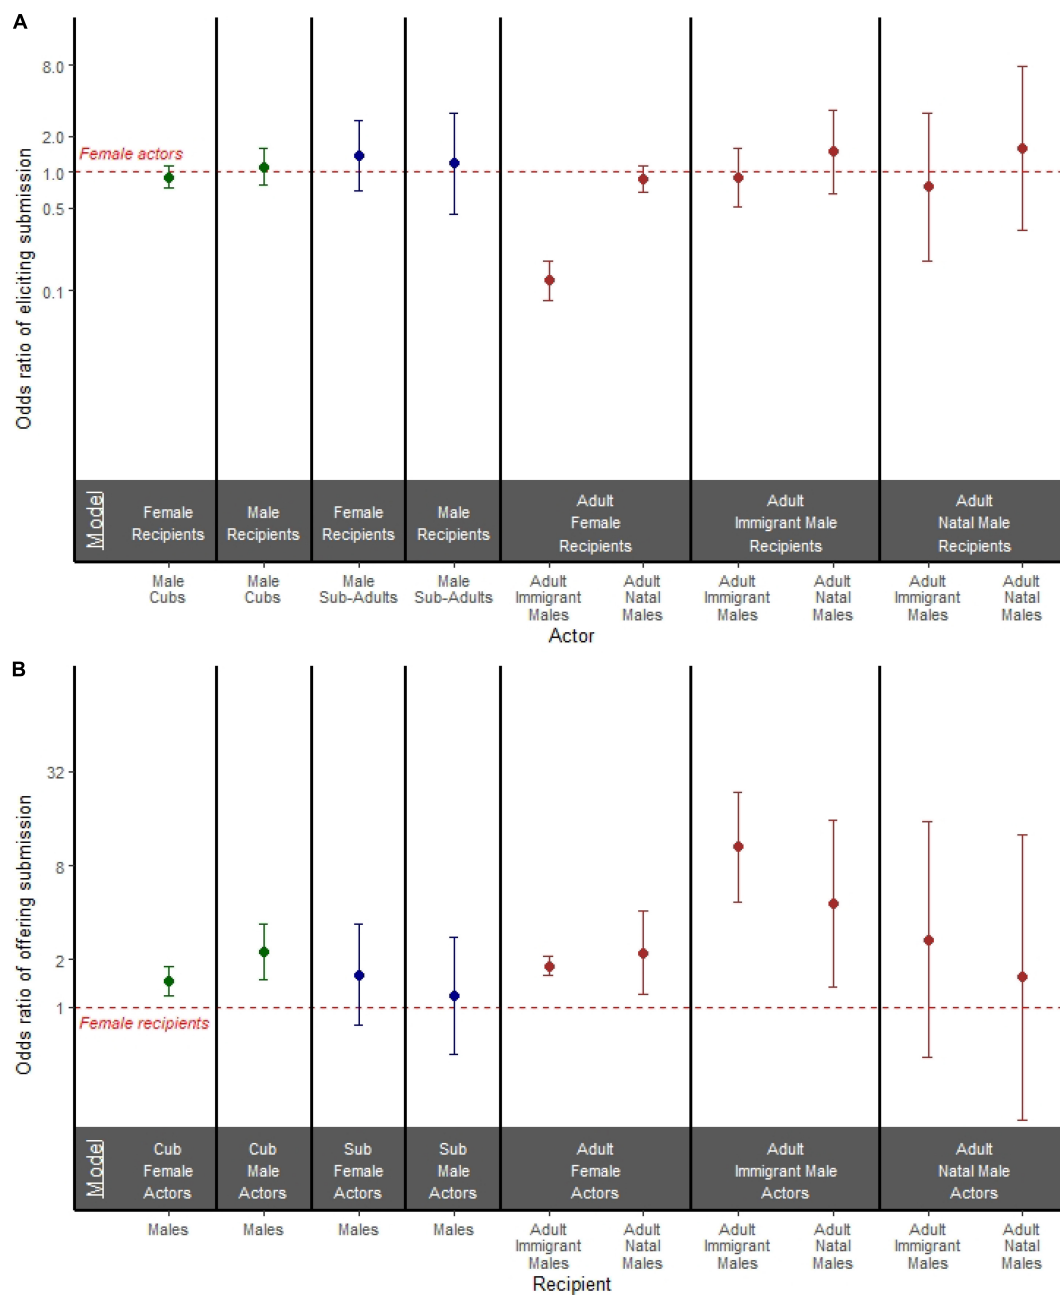 A
Odds ratio of eliciting submission
8.0
2.0
1.0
0.5
0.1
Female actors
Model
Female
Recipients
Male
Recipients
Female
Recipients
Male
Recipients
Adult
Female
Recipients
Adult
Immigrant Male
Recipients
Adult
Natal Male
Recipients
Male
Cubs
Male
Cubs
Male
Sub-Adults
Male
Sub-Adults
Adult
Immigrant
Males
Adult
Natal
Males
Adult
Immigrant
Males
Adult
Natal
Males
Adult
Immigrant
Males
Adult
Natal
Males
Actor
B
Odds ratio of offering submission
32
8
2
1
Female recipients
Model
Cub
Female
Actors
Cub
Male
Actors
Sub
Female
Actors
Sub
Male
Actors
Adult
Female
Actors
Adult
Immigrant Male
Actors
Adult
Natal Male
Actors
Males
Males
Males
Males
Adult
Immigrant
Males
Adult
Natal
Males
Adult
Immigrant
Males
Adult
Natal
Males
Adult
Immigrant
Males
Adult
Natal
Males
Recipient